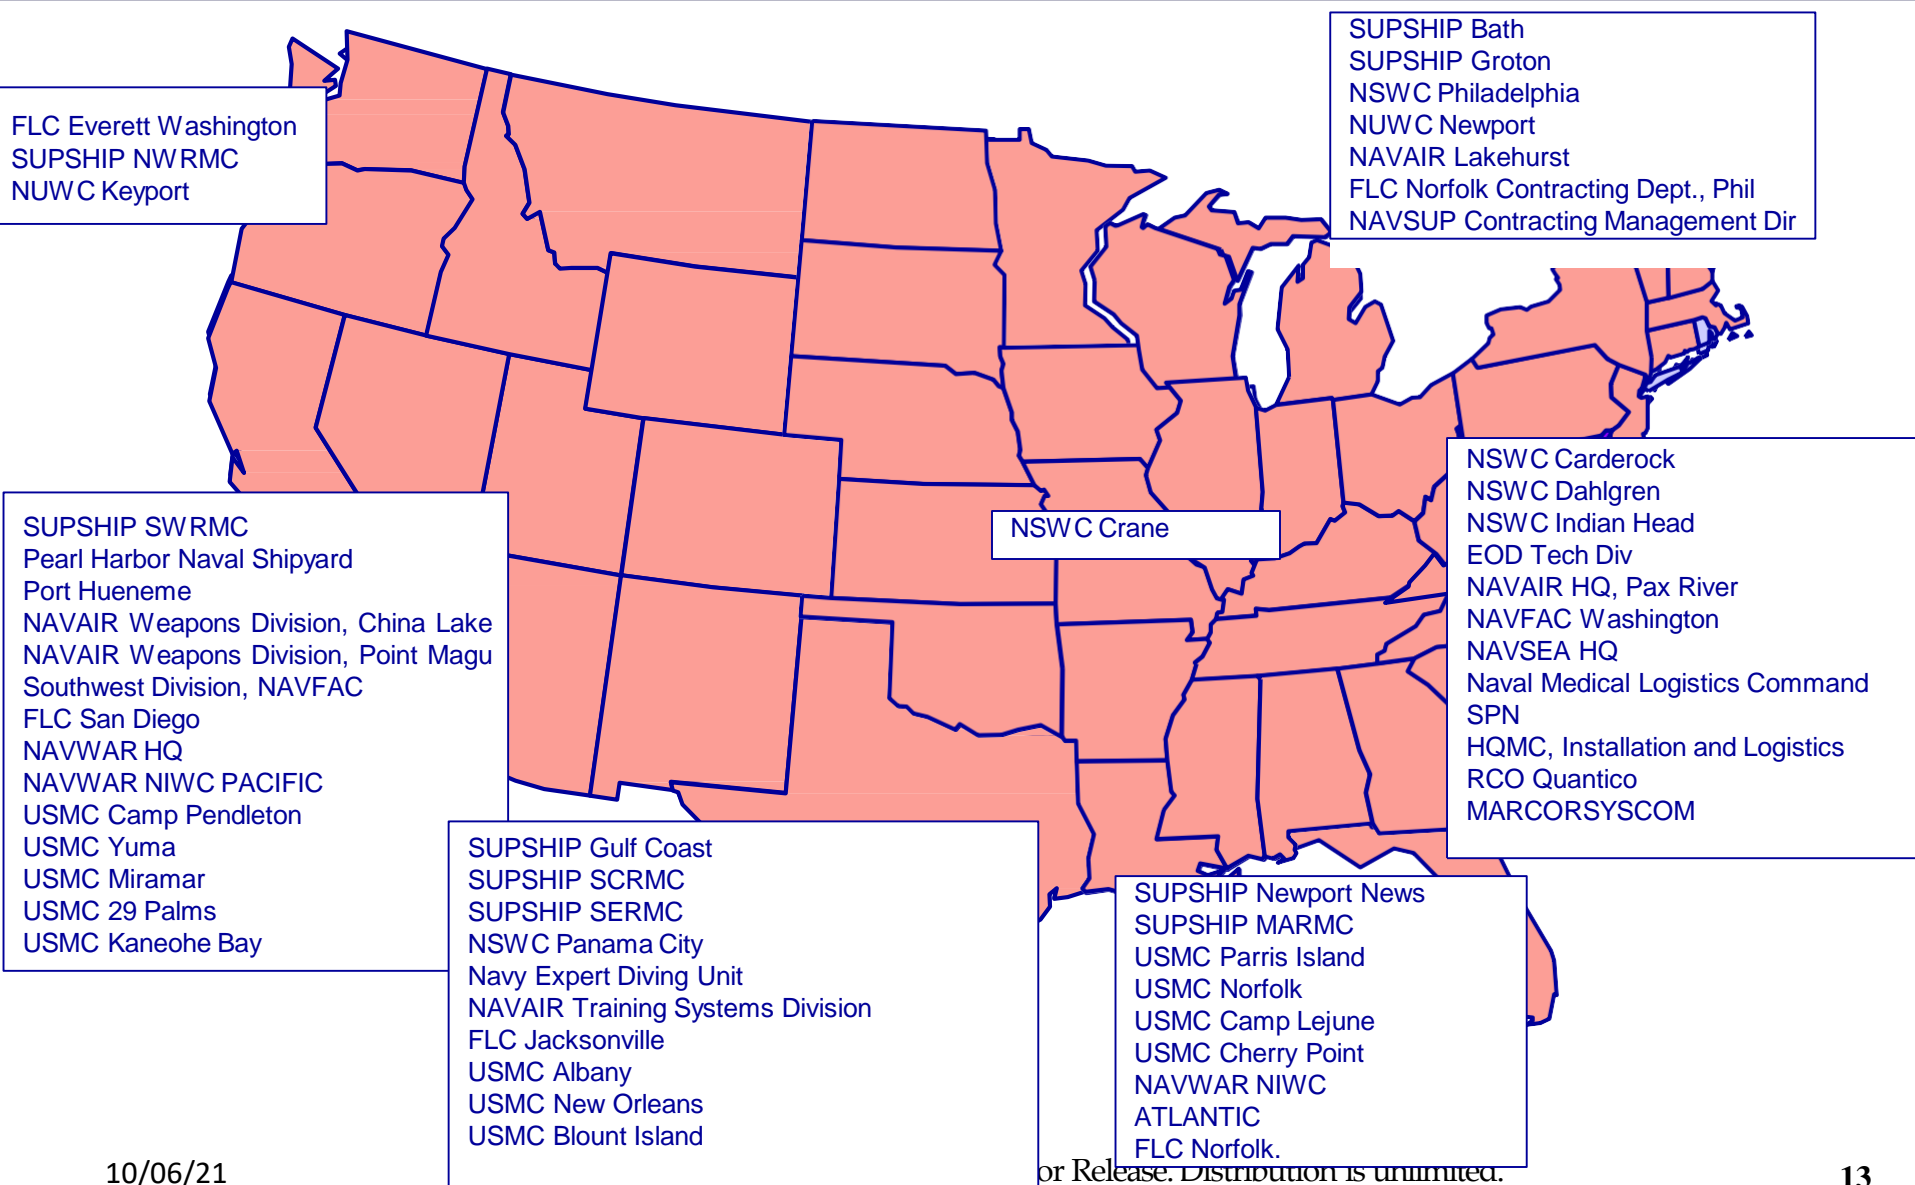 SUPSHIP Bath
SUPSHIP Groton
NSWC Philadelphia
NUWC Newport
NAVAIR Lakehurst
FLC Norfolk Contracting Dept., Phil
NAVSUP Contracting Management Dir
FLC Everett Washington
SUPSHIP NWRMC
NUWC Keyport
NSWC Carderock
NSWC Dahlgren
NSWC Indian Head
EOD Tech Div
NAVAIR HQ, Pax River
NAVFAC Washington
NAVSEA HQ
Naval Medical Logistics Command
SPN
HQMC, Installation and Logistics
RCO Quantico
MARCORSYSCOM
NSWC Crane
SUPSHIP SWRMC
Pearl Harbor Naval Shipyard
Port Hueneme
NAVAIR Weapons Division, China Lake
NAVAIR Weapons Division, Point Magu
Southwest Division, NAVFAC
FLC San Diego
NAVWAR HQ
NAVWAR NIWC PACIFIC
USMC Camp Pendleton
USMC Yuma
USMC Miramar
USMC 29 Palms
USMC Kaneohe Bay
SUPSHIP Gulf Coast
SUPSHIP SCRMC
SUPSHIP SERMC
NSWC Panama City
Navy Expert Diving Unit
NAVAIR Training Systems Division
FLC Jacksonville
USMC Albany
USMC New Orleans
USMC Blount Island
SUPSHIP Newport News
SUPSHIP MARMC
USMC Parris Island
USMC Norfolk
USMC Camp Lejune
USMC Cherry Point
NAVWAR NIWC
ATLANTIC
FLC Norfolk.
10/06/21
or Release. Distribution is unlimited.
13